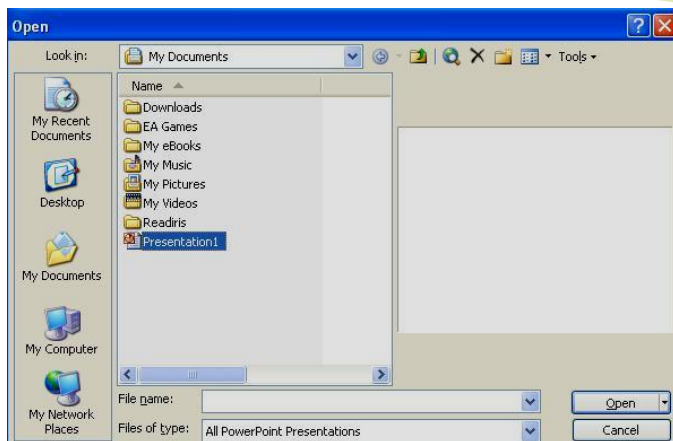 Open
Look in: My Documents Tools
Name
My Recent
Documents
Desktop
My Documents
My Computer
My Network
Places
Downloads
EA Games
My eBooks
My Music
My Pictures
My Videos
Readiris
Presentation1
File name: Open
Files of type: All PowerPoint Presentations Cancel